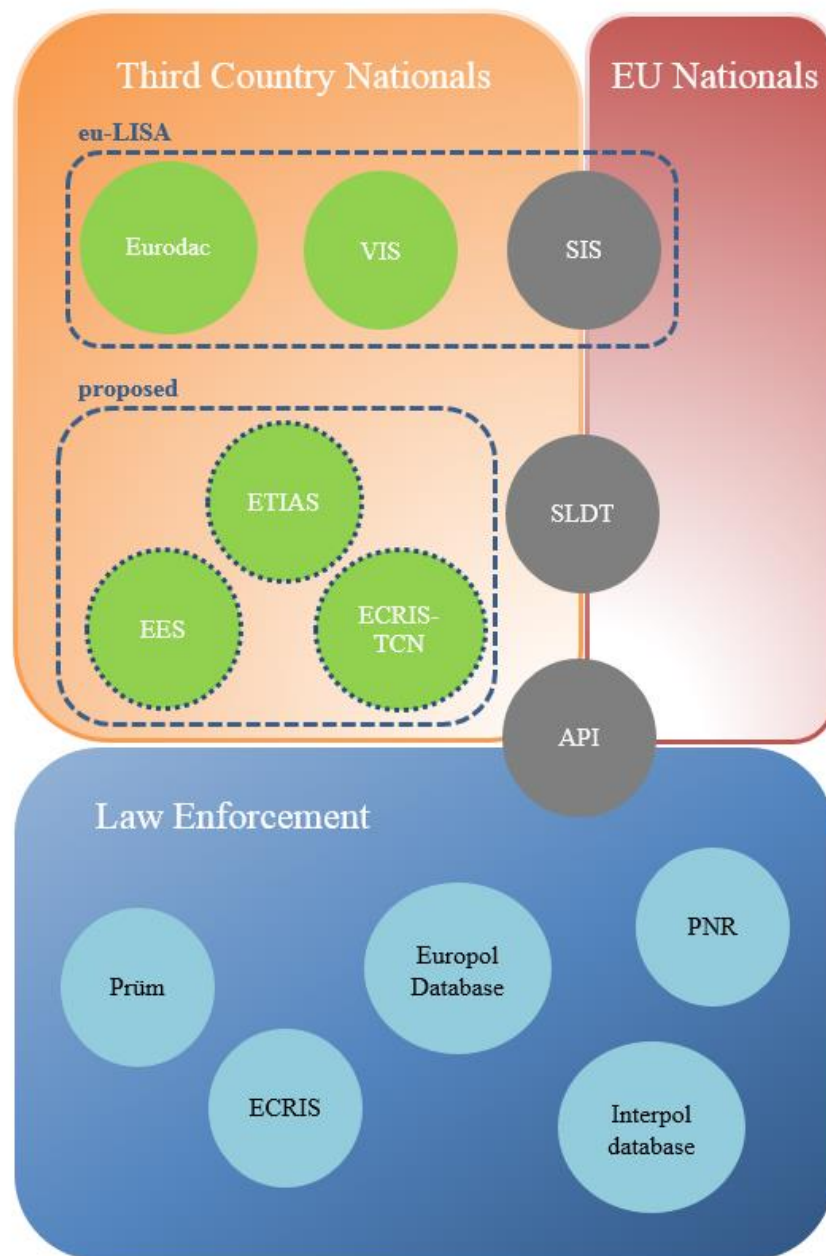 Third Country Nationals
EU Nationals
eu-LISA
Eurodac
VIS
SIS
proposed
ETIAS
SLDT
EES
ECRIS-
TCN
API
Law Enforcement
PNR
Europol
Database
Prüm
ECRIS
Interpol
database